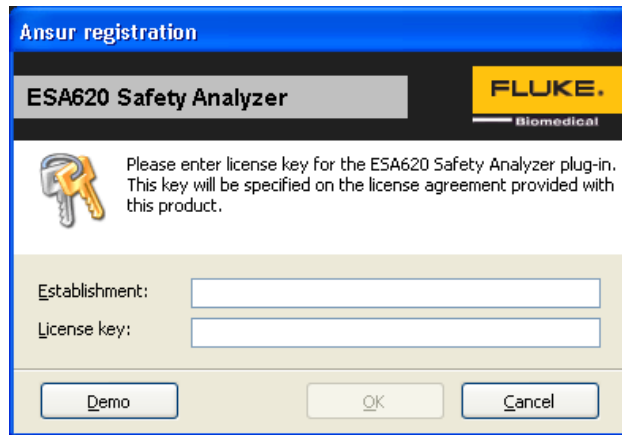 Ansur registration
ESA620 Safety Analyzer
FLUKE.
Biomedical
Please enter license key for the ESA620 Safety Analyzer plug-in.
This key will be specified on the license agreement provided with
this product.
Establishment:
License key:
Demo
OK
Cancel